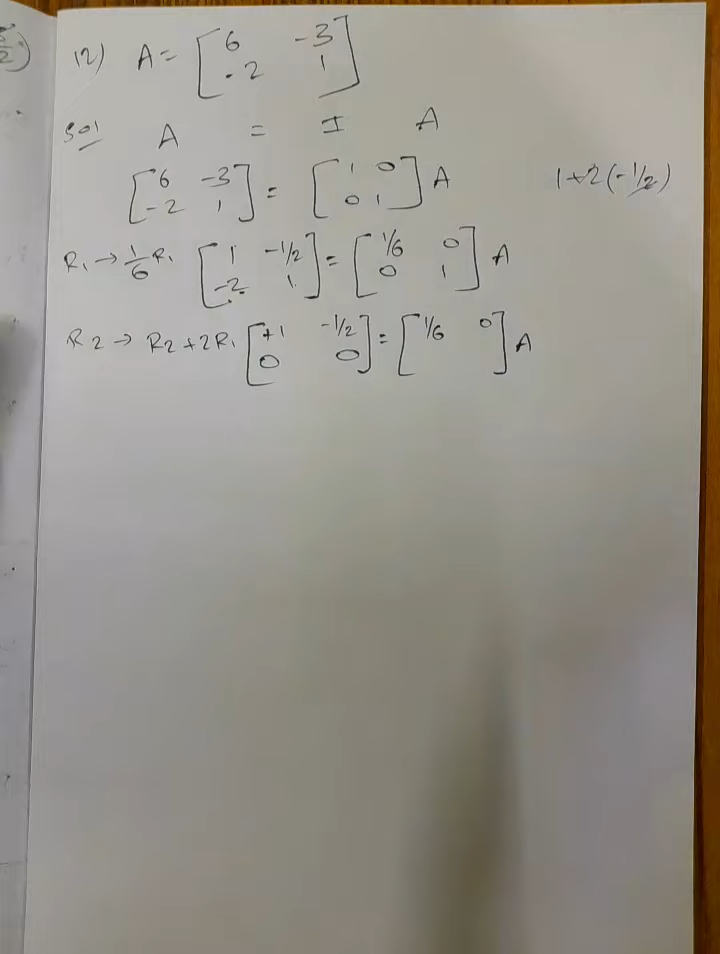 12) A = [6 -3
-2 1]
Sol A = I A
[6 -3
-2 1] = [1 0
0 1] A 1+2(-1/2)
R1 → 1/6 R1 [1 -1/2
-2 1] = [1/6 0
0 1] A
R2 → R2 + 2R1 [+1 -1/2
0 0] = [1/6 0
] A